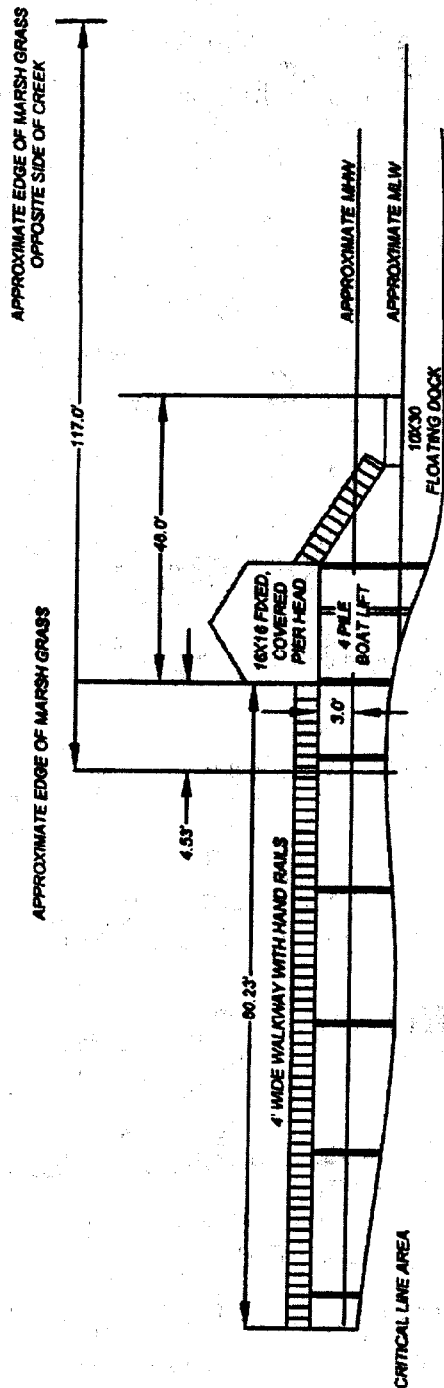 APPROXIMATE EDGE OF MARSH GRASS
OPPOSITE SIDE OF CREEK
117.0'
APPROXIMATE EDGE OF MARSH GRASS
48.0'
4.53'
80.23'
4' WIDE WALKWAY WITH HAND RAILS
16X16 FIXED,
COVERED
PIER HEAD
3.0'
4 PILE
BOAT LIFT
APPROXIMATE MHW
APPROXIMATE MLW
10X30
FLOATING DOCK
CRITICAL LINE AREA